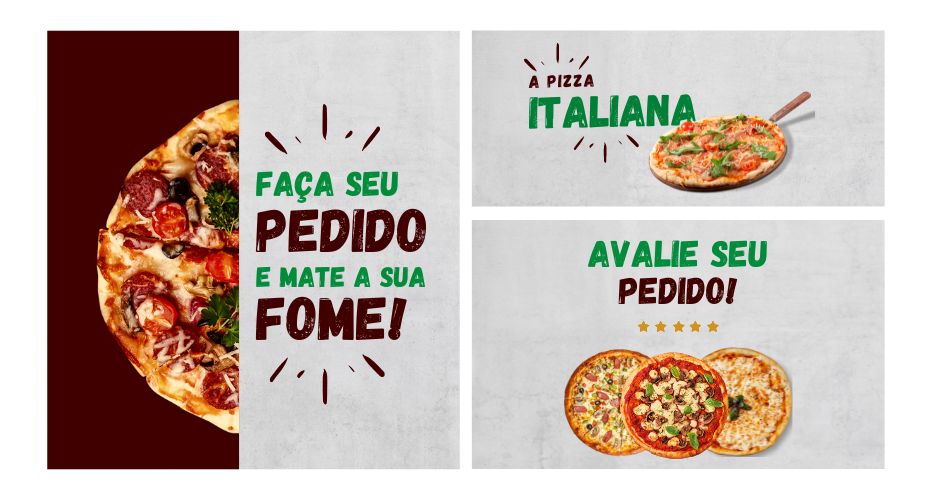 FAÇA SEU
PEDIDO
E MATE A SUA
FOME!
A PIZZA
ITALIANA
AVALIE SEU
PEDIDO!